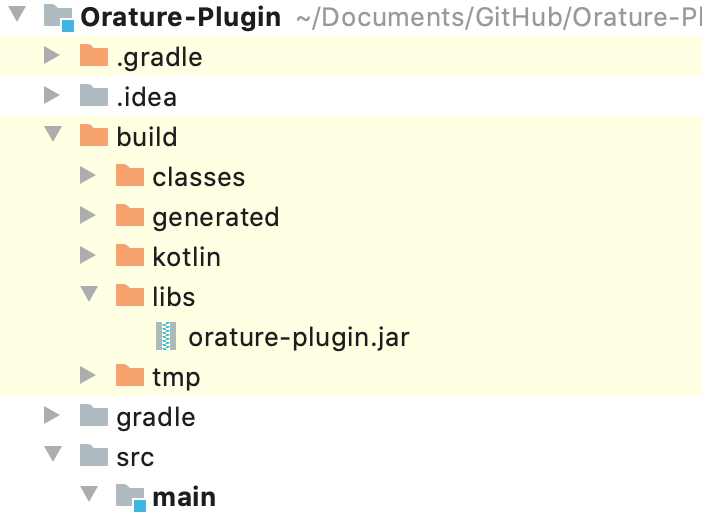 Orature-Plugin ~/Documents/GitHub/Orature-Pl
.gradle
.idea
build
classes
generated
kotlin
libs
orature-plugin.jar
tmp
gradle
src
main